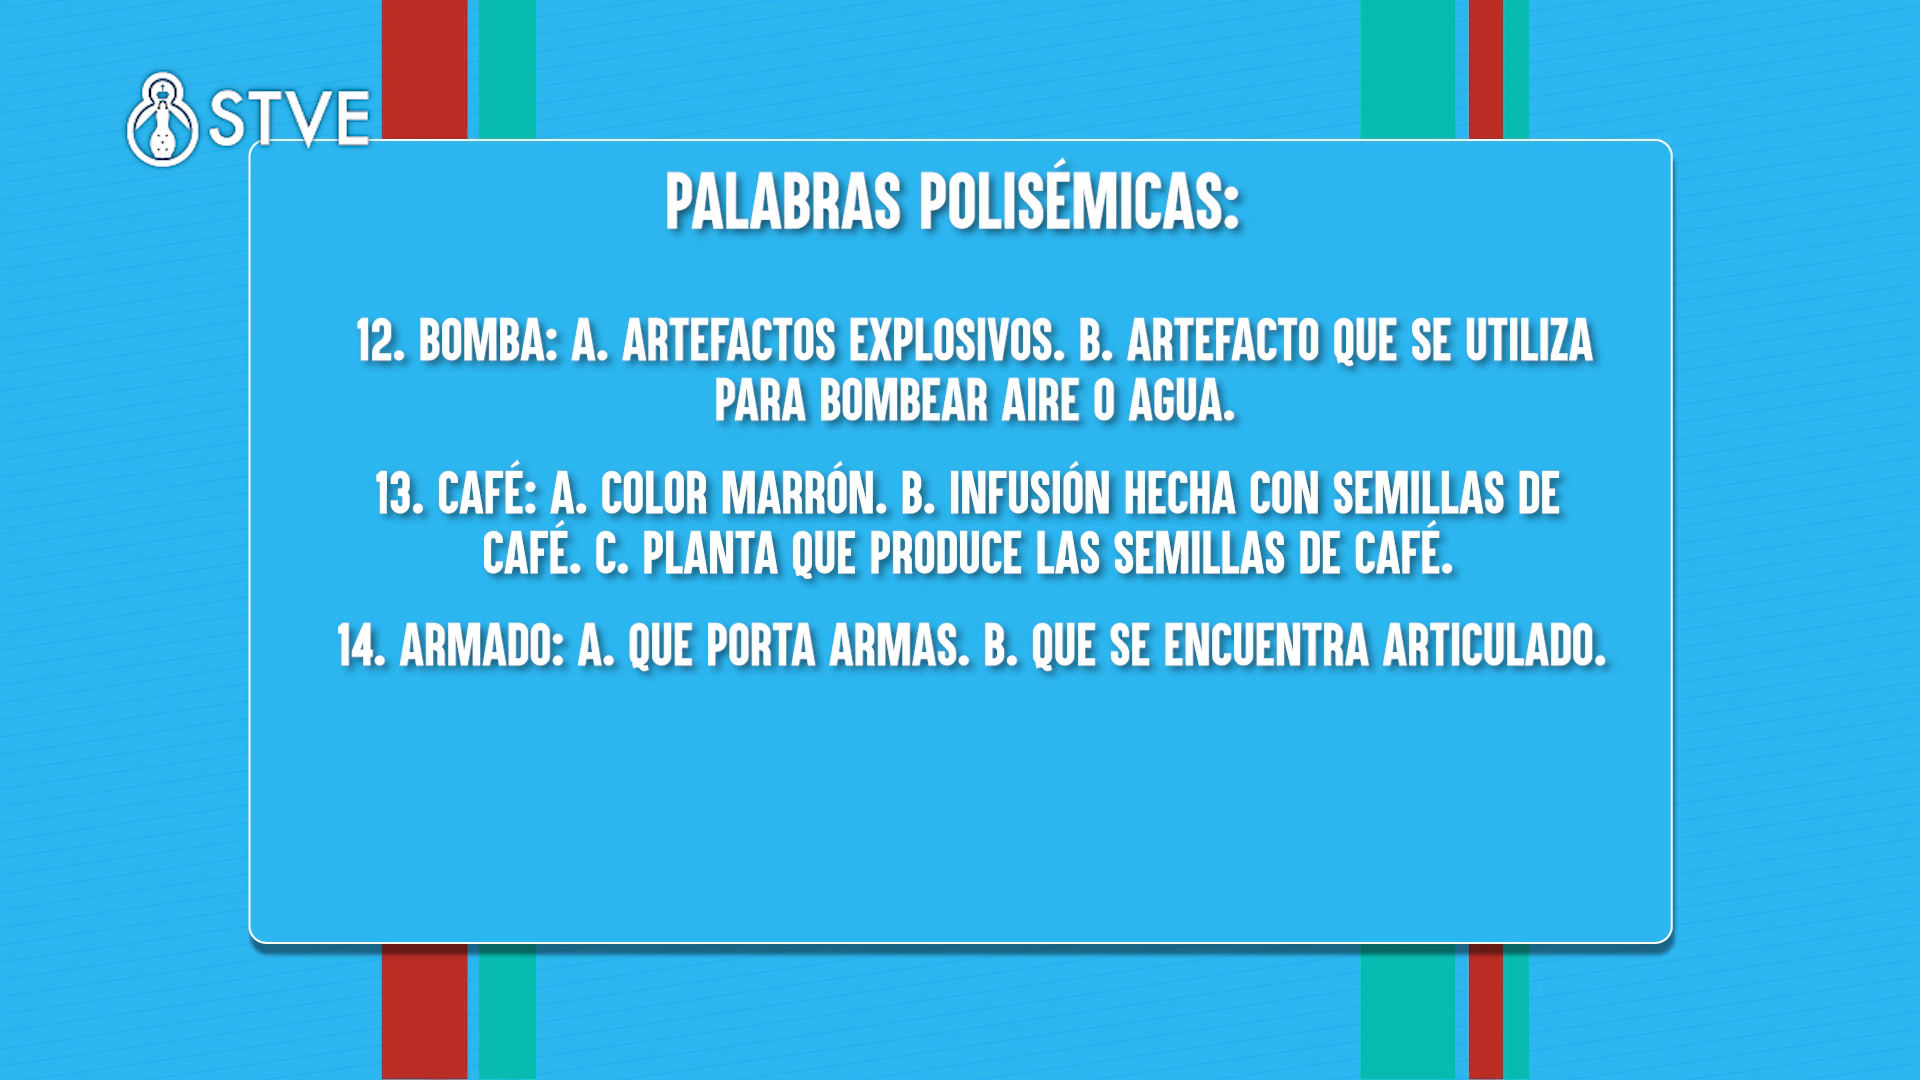 STVE
PALABRAS POLISÉMICAS:
12. BOMBA: A. ARTEFACTOS EXPLOSIVOS. B. ARTEFACTO QUE SE UTILIZA
PARA BOMBEAR AIRE O AGUA.
13. CAFÉ: A. COLOR MARRÓN. B. INFUSIÓN HECHA CON SEMILLAS DE
CAFÉ. C. PLANTA QUE PRODUCE LAS SEMILLAS DE CAFÉ.
14. ARMADO: A. QUE PORTA ARMAS. B. QUE SE ENCUENTRA ARTICULADO.